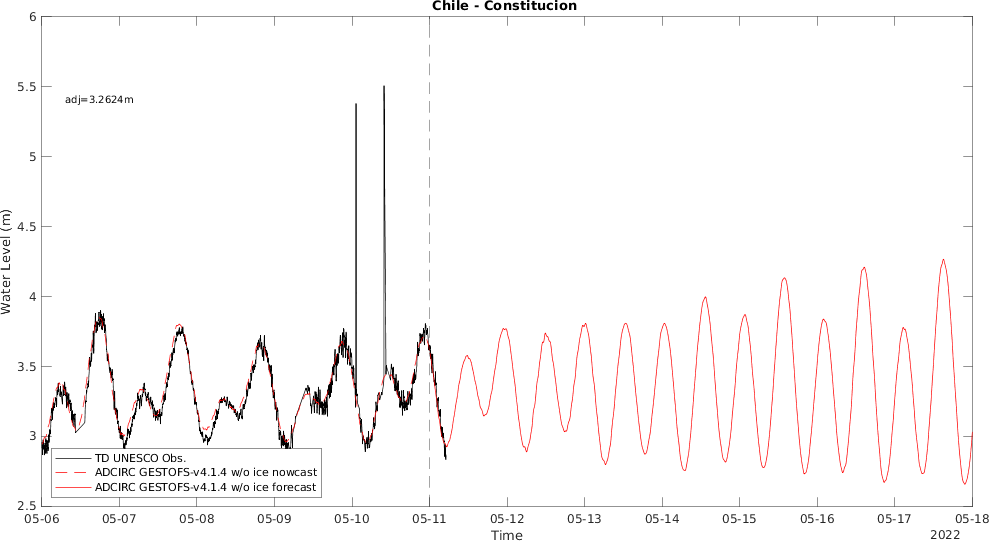 Chile - Constitucion
6
5.5
5
4.5
4
3.5
3
2.5
Water Level (m)
adj=3.2624m
TD UNESCO Obs.
ADCIRC GESTOFS-v4.1.4 w/o ice nowcast
ADCIRC GESTOFS-v4.1.4 w/o ice forecast
05-06 05-07 05-08 05-09 05-10 05-11 05-12 05-13 05-14 05-15 05-16 05-17 05-18
Time
2022